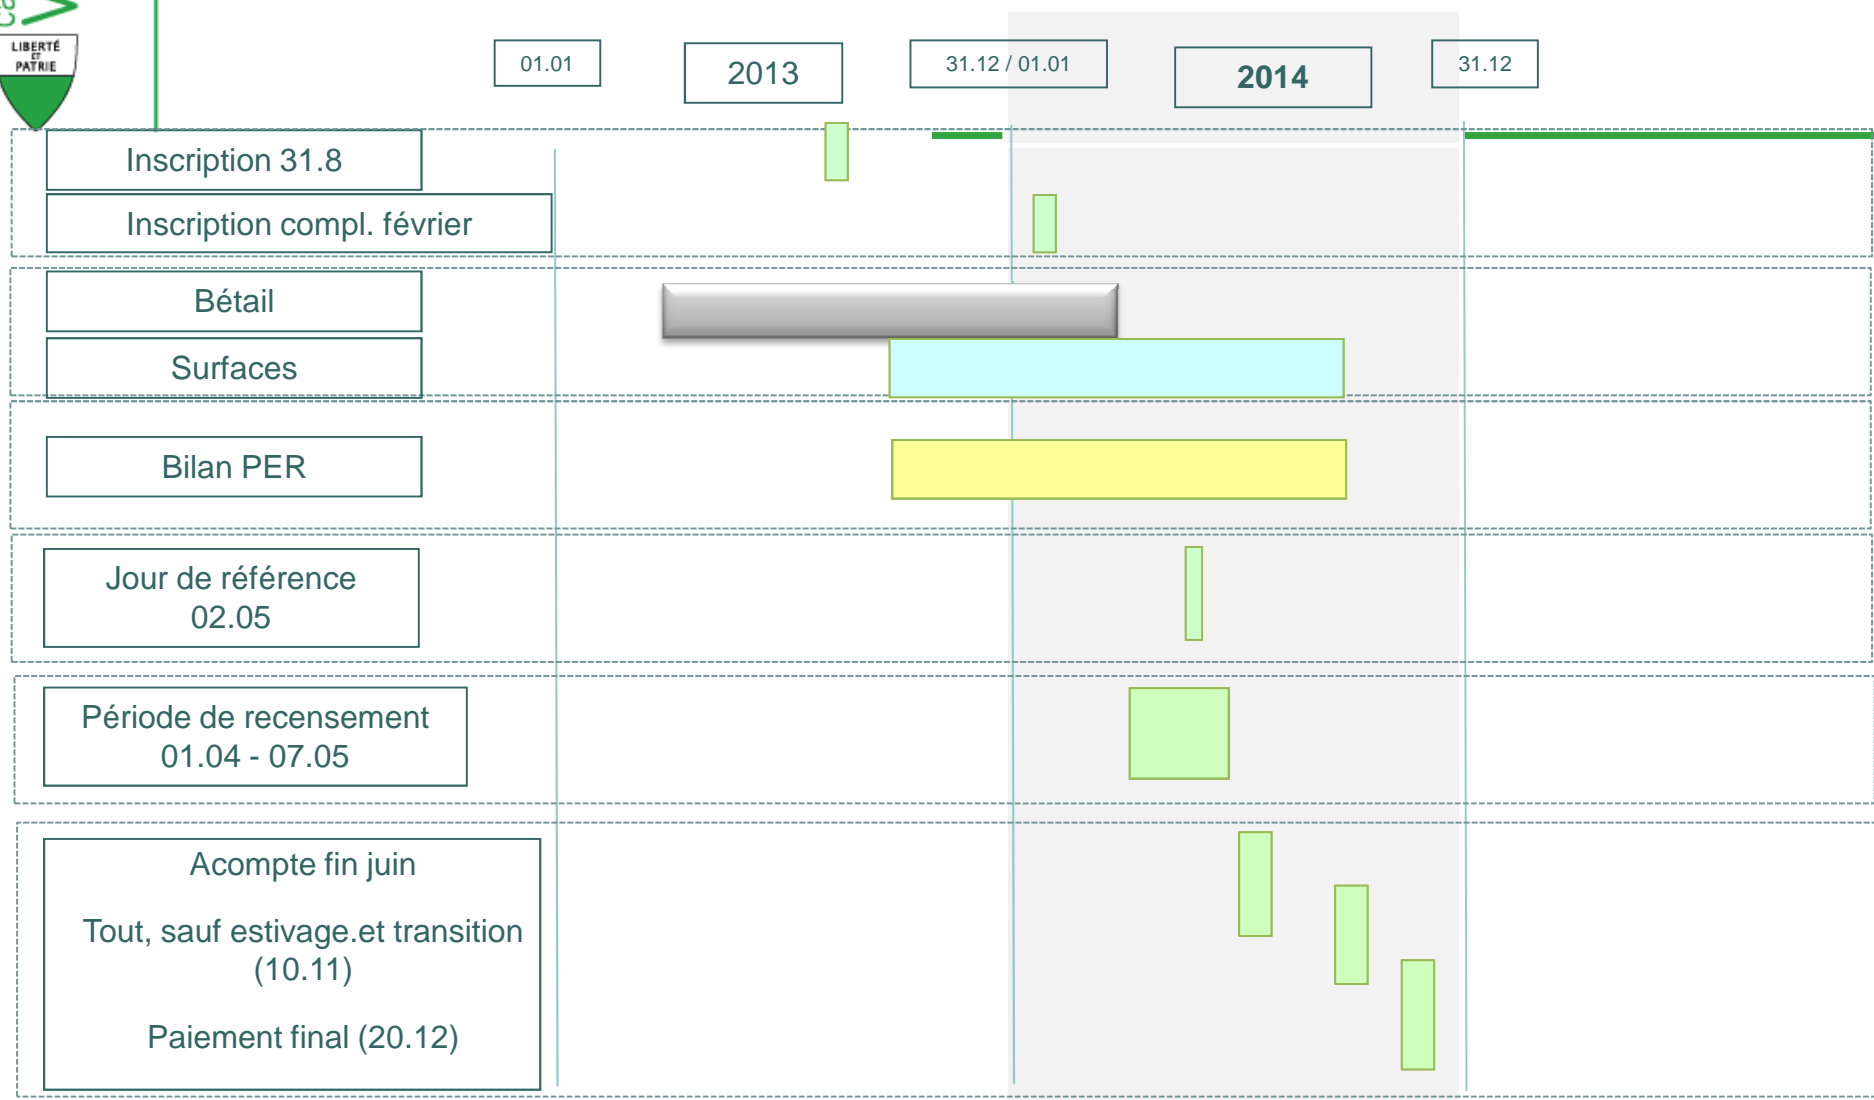 LIBERTÉ
ET
PATRIE
01.01
2013
31.12 / 01.01
2014
31.12
Inscription 31.8
Inscription compl. février
Bétail
Surfaces
Bilan PER
Jour de référence
02.05
Période de recensement
01.04 - 07.05
Acompte fin juin
Tout, sauf estivage.et transition
(10.11)
Paiement final (20.12)